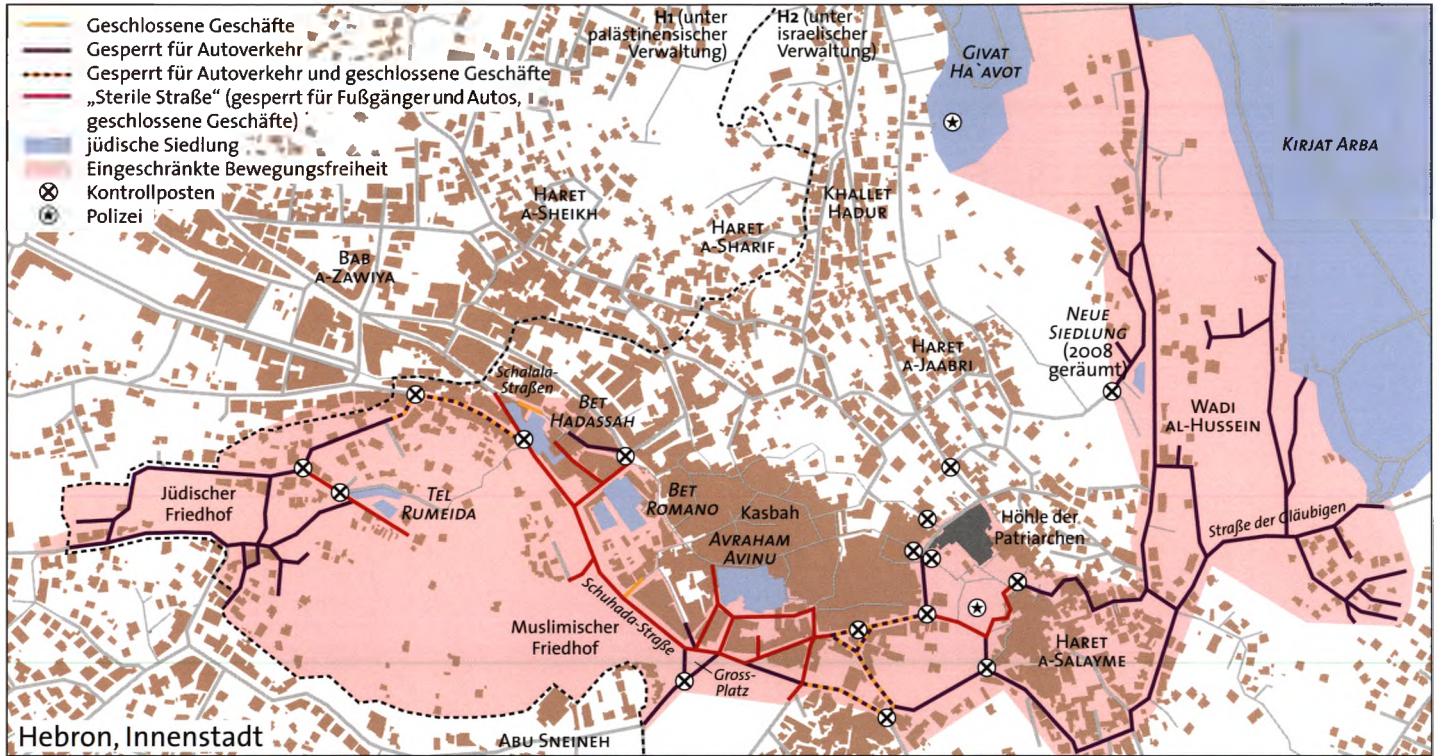 Geschlossene Geschäfte
Gesperrt für Autoverkehr
Gesperrt für Autoverkehr und geschlossene Geschäfte
„Sterile Straße“ (gesperrt für Fußgänger und Autos,
geschlossene Geschäfte)
jüdische Siedlung
Eingeschränkte Bewegungsfreiheit
Kontrollposten
Polizei
H1 (unter
palästinensischer
Verwaltung)
H2 (unter
israelischer
Verwaltung)
GIVAT
HA`AVOT
KIRJAT ARBA
HARET
A-SHEIKH
KHALLET
HADUR
HARET
A-SHARIF
BAB
A-ZAWIYA
NEUE
SIEDLUNG
(2008
geräumt)
HARET
A-JAABRI
Schalala-
Straßen
BET
HADASSAH
WADI
AL-HUSSEIN
Jüdischer
Friedhof
TEL
RUMEIDA
BET
ROMANO
Kasbah
AVRAHAM
AVINU
Höhle der
Patriarchen
Straße der Gläubigen
Schuhada-Straße
Muslimischer
Friedhof
Gross-
Platz
HARET
A-SALAYME
ABU SNEINEH
Hebron, Innenstadt